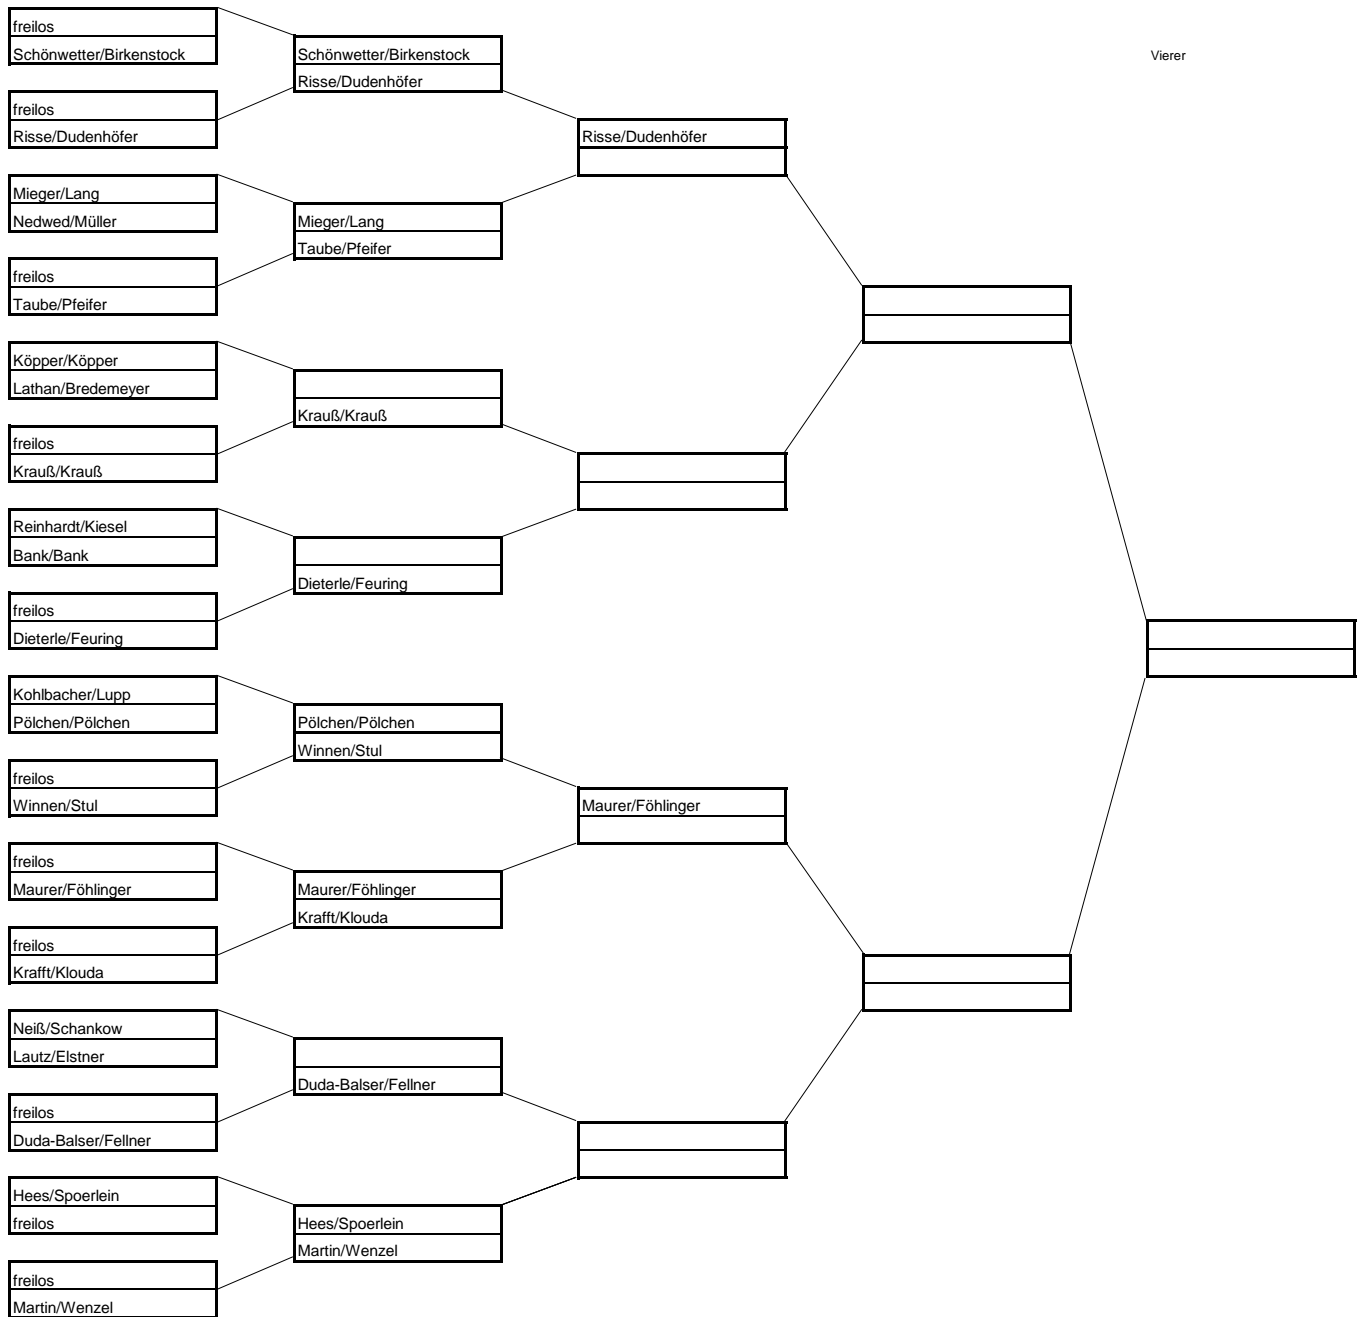 freilos
Schönwetter/Birkenstock
freilos
Risse/Dudenhöfer
Mieger/Lang
Nedwed/Müller
freilos
Taube/Pfeifer
Köpper/Köpper
Lathan/Bredemeyer
freilos
Krauß/Krauß
Reinhardt/Kiesel
Bank/Bank
freilos
Dieterle/Feuring
Kohlbacher/Lupp
Pölchen/Pölchen
freilos
Winnen/Stul
freilos
Maurer/Föhlinger
freilos
Krafft/Klouda
Neiß/Schankow
Lautz/Elstner
freilos
Duda-Balser/Fellner
Hees/Spoerlein
freilos
freilos
Martin/Wenzel
Schönwetter/Birkenstock
Risse/Dudenhöfer
Mieger/Lang
Taube/Pfeifer
Krauß/Krauß
Dieterle/Feuring
Pölchen/Pölchen
Winnen/Stul
Maurer/Föhlinger
Krafft/Klouda
Duda-Balser/Fellner
Hees/Spoerlein
Martin/Wenzel
Risse/Dudenhöfer
Maurer/Föhlinger
Vierer